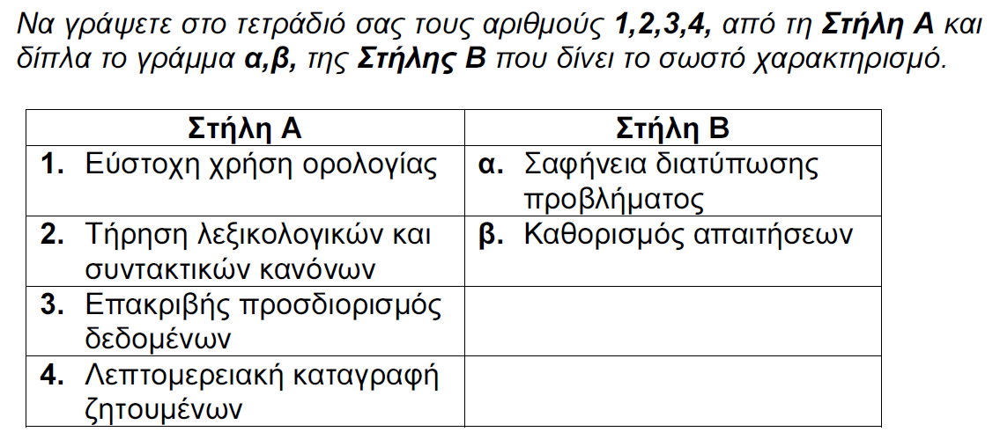 Να γράψετε στο τετράδιό σας τους αριθμούς 1,2,3,4, από τη Στήλη Α και
δίπλα το γράμμα α,β, της Στήλης Β που δίνει το σωστό χαρακτηρισμό.
Στήλη Α Στήλη Β
1. Εύστοχη χρήση ορολογίας
α. Σαφήνεια διατύπωσης
προβλήματος
2. Τήρηση λεξικολογικών και
συντακτικών κανόνων
β. Καθορισμός απαιτήσεων
3. Επακριβής προσδιορισμός
δεδομένων
4. Λεπτομερειακή καταγραφή
ζητουμένων